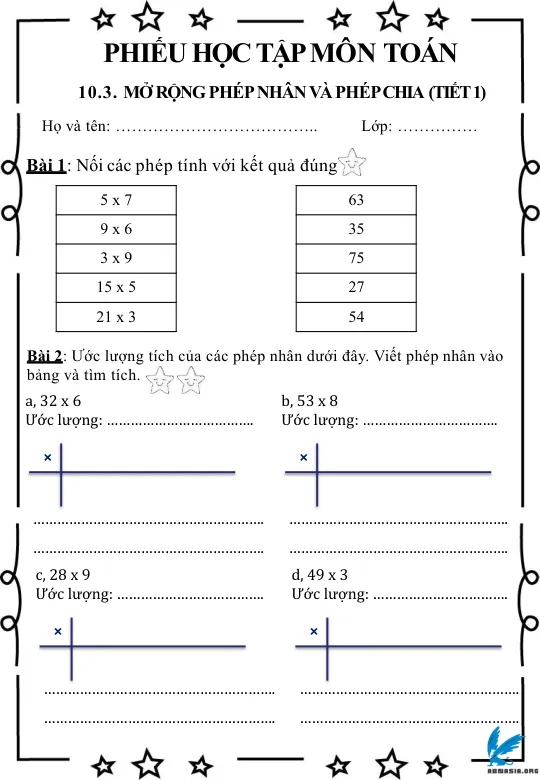 PHIẾU HỌC TẬP MÔN TOÁN
10.3. MỞ RỘNG PHÉP NHÂN VÀ PHÉP CHIA (TIẾT 1)
Họ và tên: ……………………………….. Lớp: ……………
Bài 1: Nối các phép tính với kết quả đúng
5 x 7 63
9 x 6 35
3 x 9 75
15 x 5 27
21 x 3 54
Bài 2: Ước lượng tích của các phép nhân dưới đây. Viết phép nhân vào
bảng và tìm tích.
a, 32 x 6 b, 53 x 8
Ước lượng: ………………………………. Ước lượng: …………………………….
× ×
c, 28 x 9 d, 49 x 3
Ước lượng: ………………………………. Ước lượng: …………………………….
× ×
ARMASIA.ORG